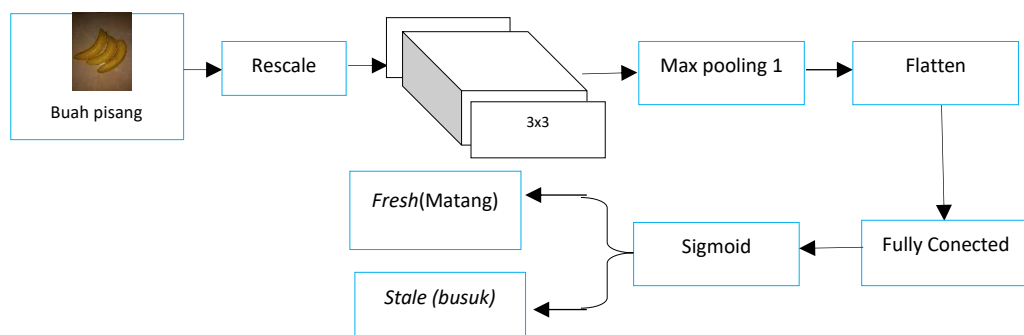 Buah pisang
Rescale
3x3
Max pooling 1
Flatten
Fully Conected
Sigmoid
Fresh(Matang)
Stale (busuk)